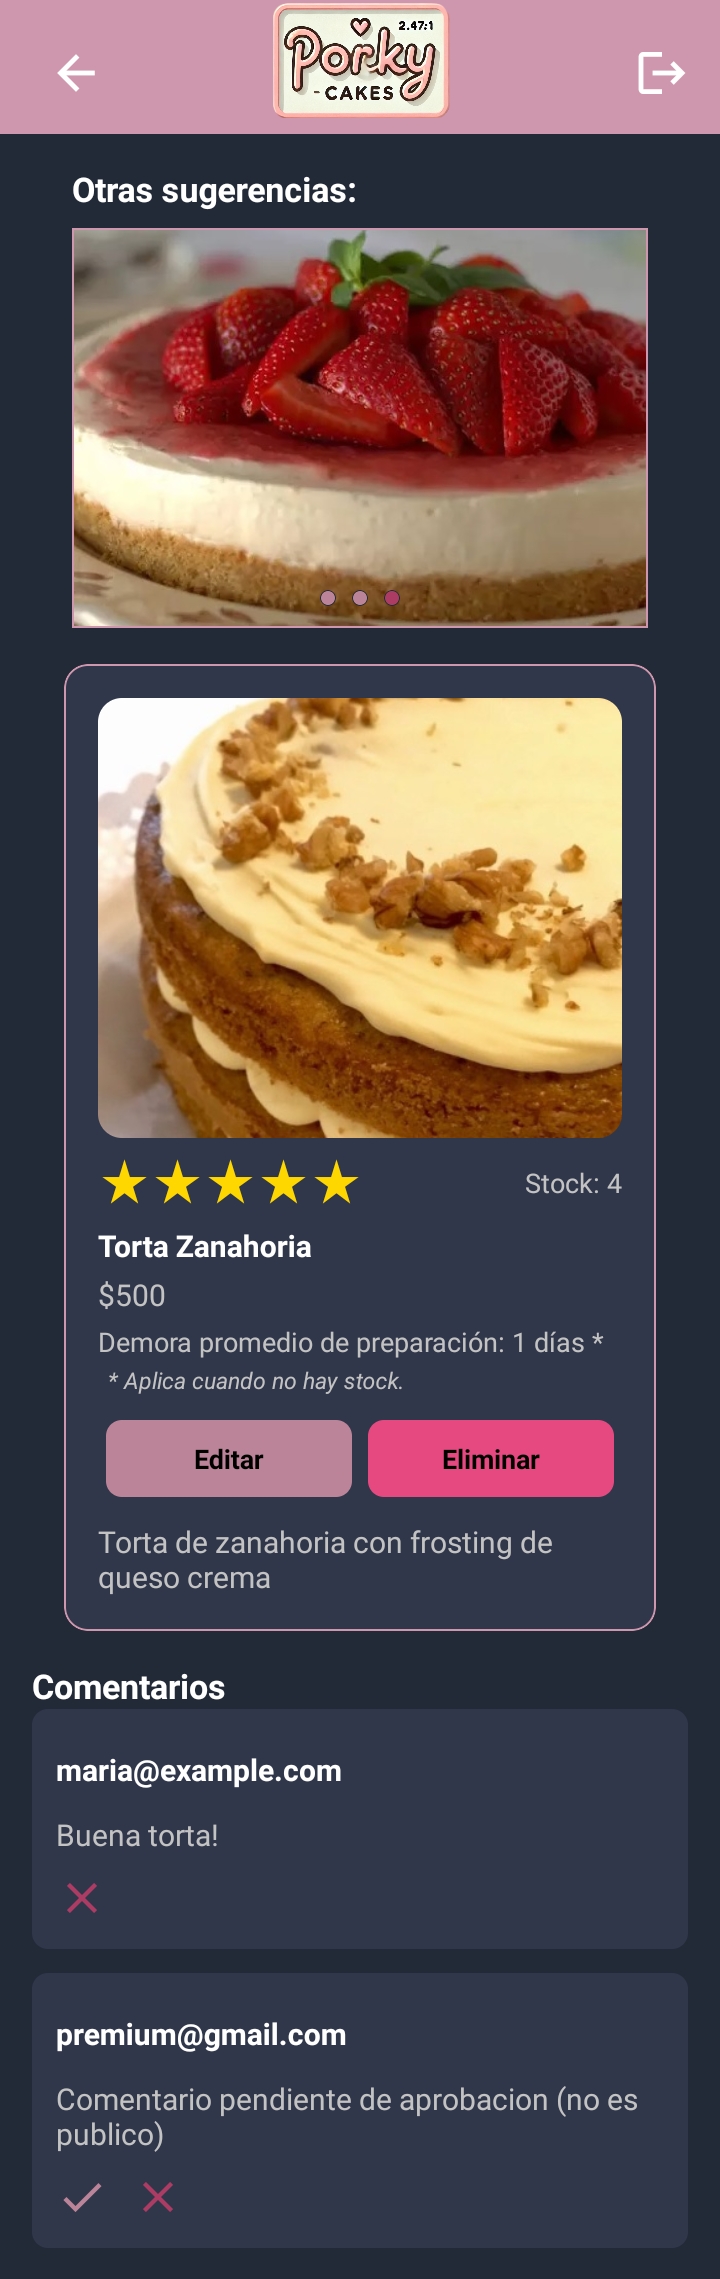 2.47:1
Porky
-CAKES
Otras sugerencias:
Stock: 4
Torta Zanahoria
$500
Demora promedio de preparación: 1 días *
* Aplica cuando no hay stock.
Editar
Eliminar
Torta de zanahoria con frosting de
queso crema
Comentarios
maria@example.com
Buena torta!
premium@gmail.com
Comentario pendiente de aprobacion (no es
publico)